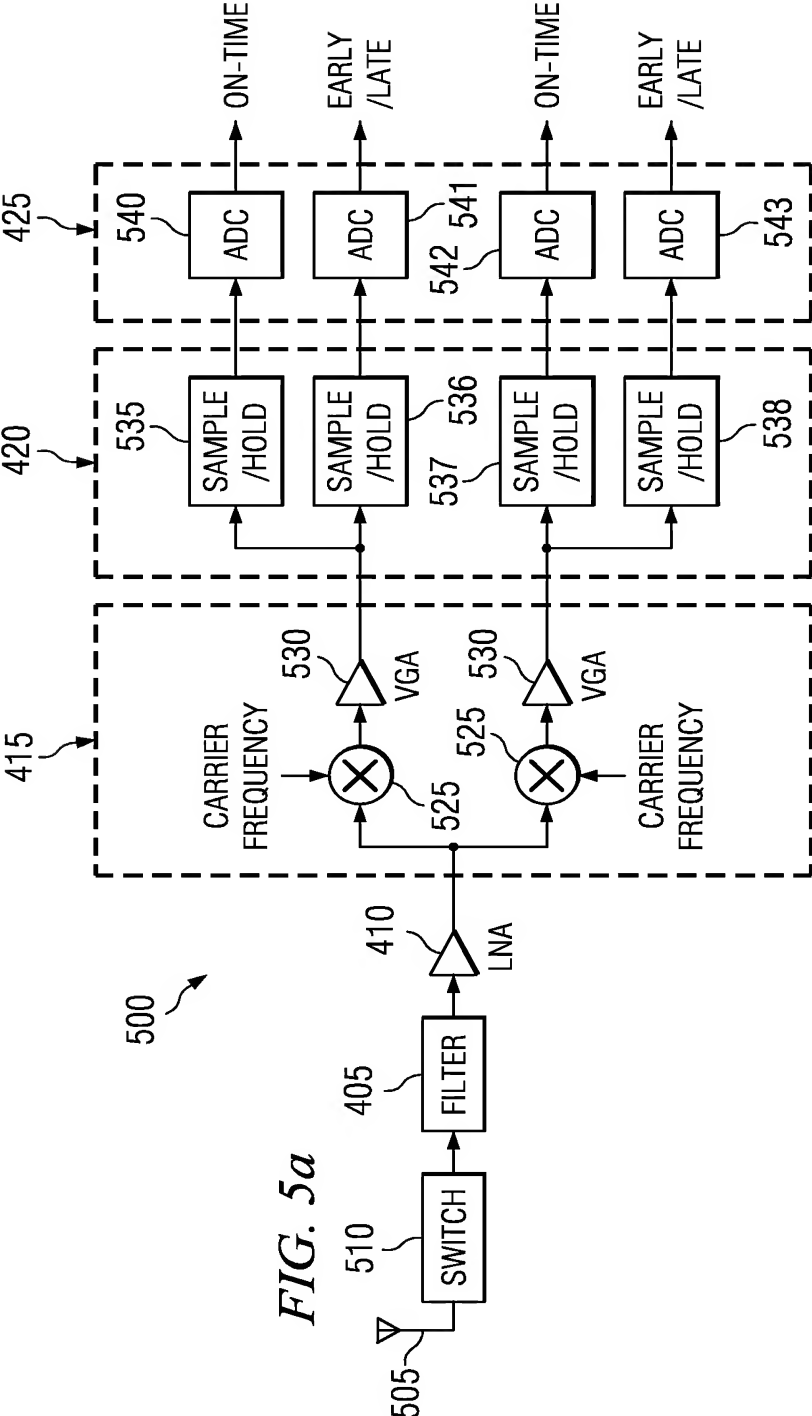 FIG. 5a
500
505
510
SWITCH
405
FILTER
410
LNA
415
CARRIER
FREQUENCY
525
530
VGA
525
CARRIER
FREQUENCY
530
VGA
420
535
SAMPLE
/HOLD
536
SAMPLE
/HOLD
537
SAMPLE
/HOLD
538
SAMPLE
/HOLD
425
540
ADC
541
ADC
542
ADC
543
ADC
ON-TIME
EARLY
/LATE
ON-TIME
EARLY
/LATE